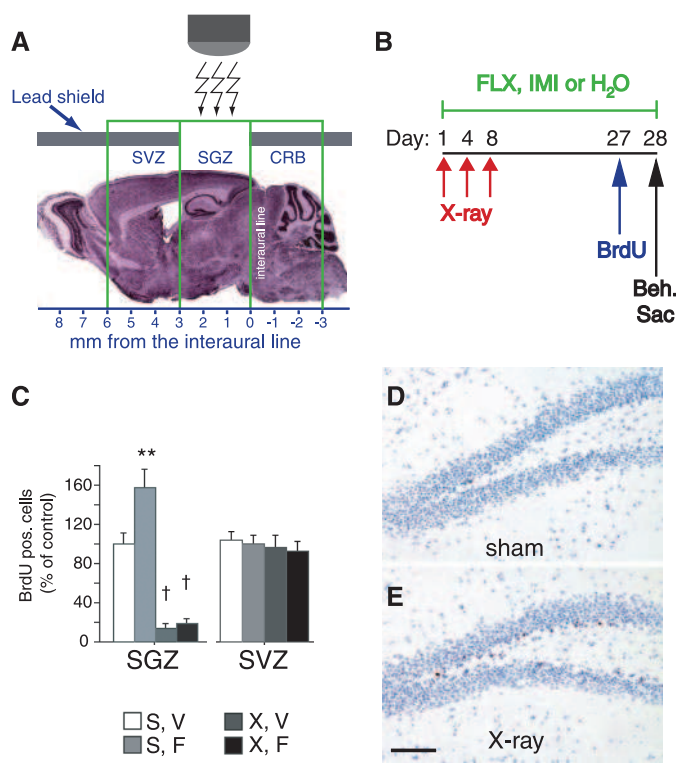 A
Lead shield
SVZ
SGZ
CRB
interaural line
8 7 6 5 4 3 2 1 0 -1 -2 -3
mm from the interaural line
B
FLX, IMI or H₂O
Day: 1 4 8 27 28
X-ray
BrdU
Beh.
Sac
C
BrdU pos. cells
(% of control)
160
120
80
40
0
**
†
†
SGZ
SVZ
S, V
S, F
X, V
X, F
D
sham
E
X-ray